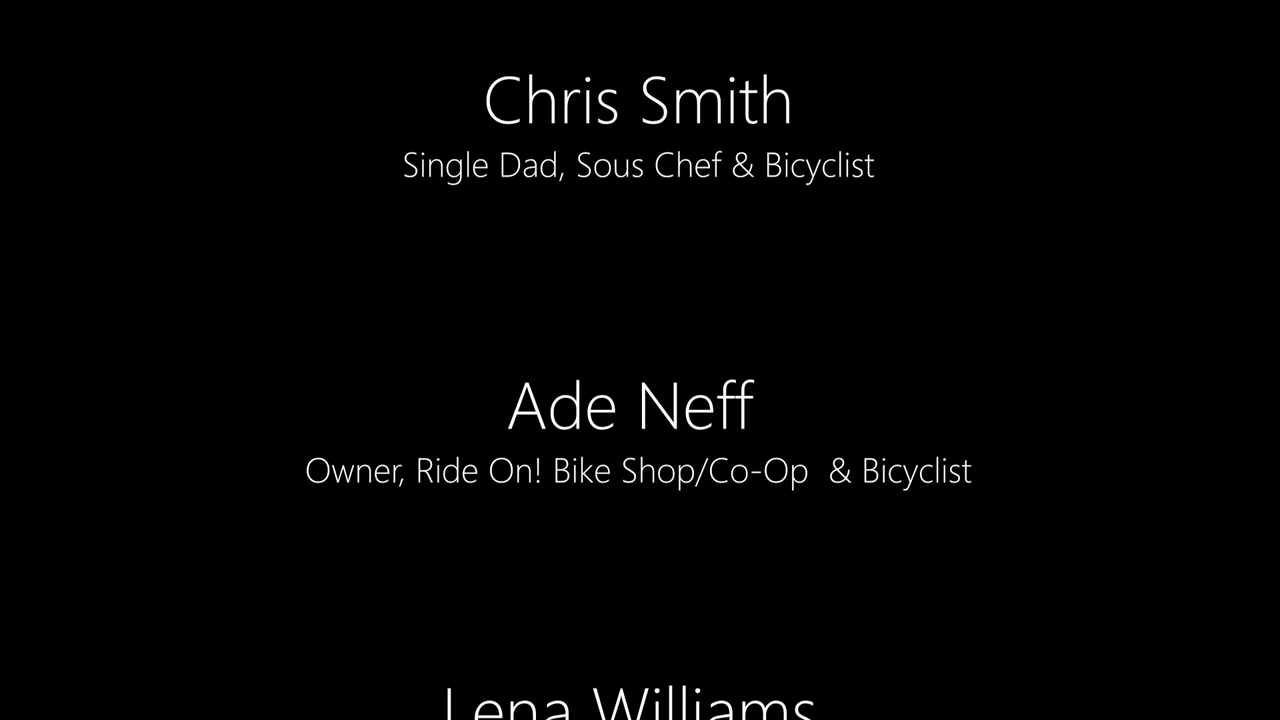 Chris Smith
Single Dad, Sous Chef & Bicyclist
Ade Neff
Owner, Ride On! Bike Shop/Co-Op  & Bicyclist
Lena Williams